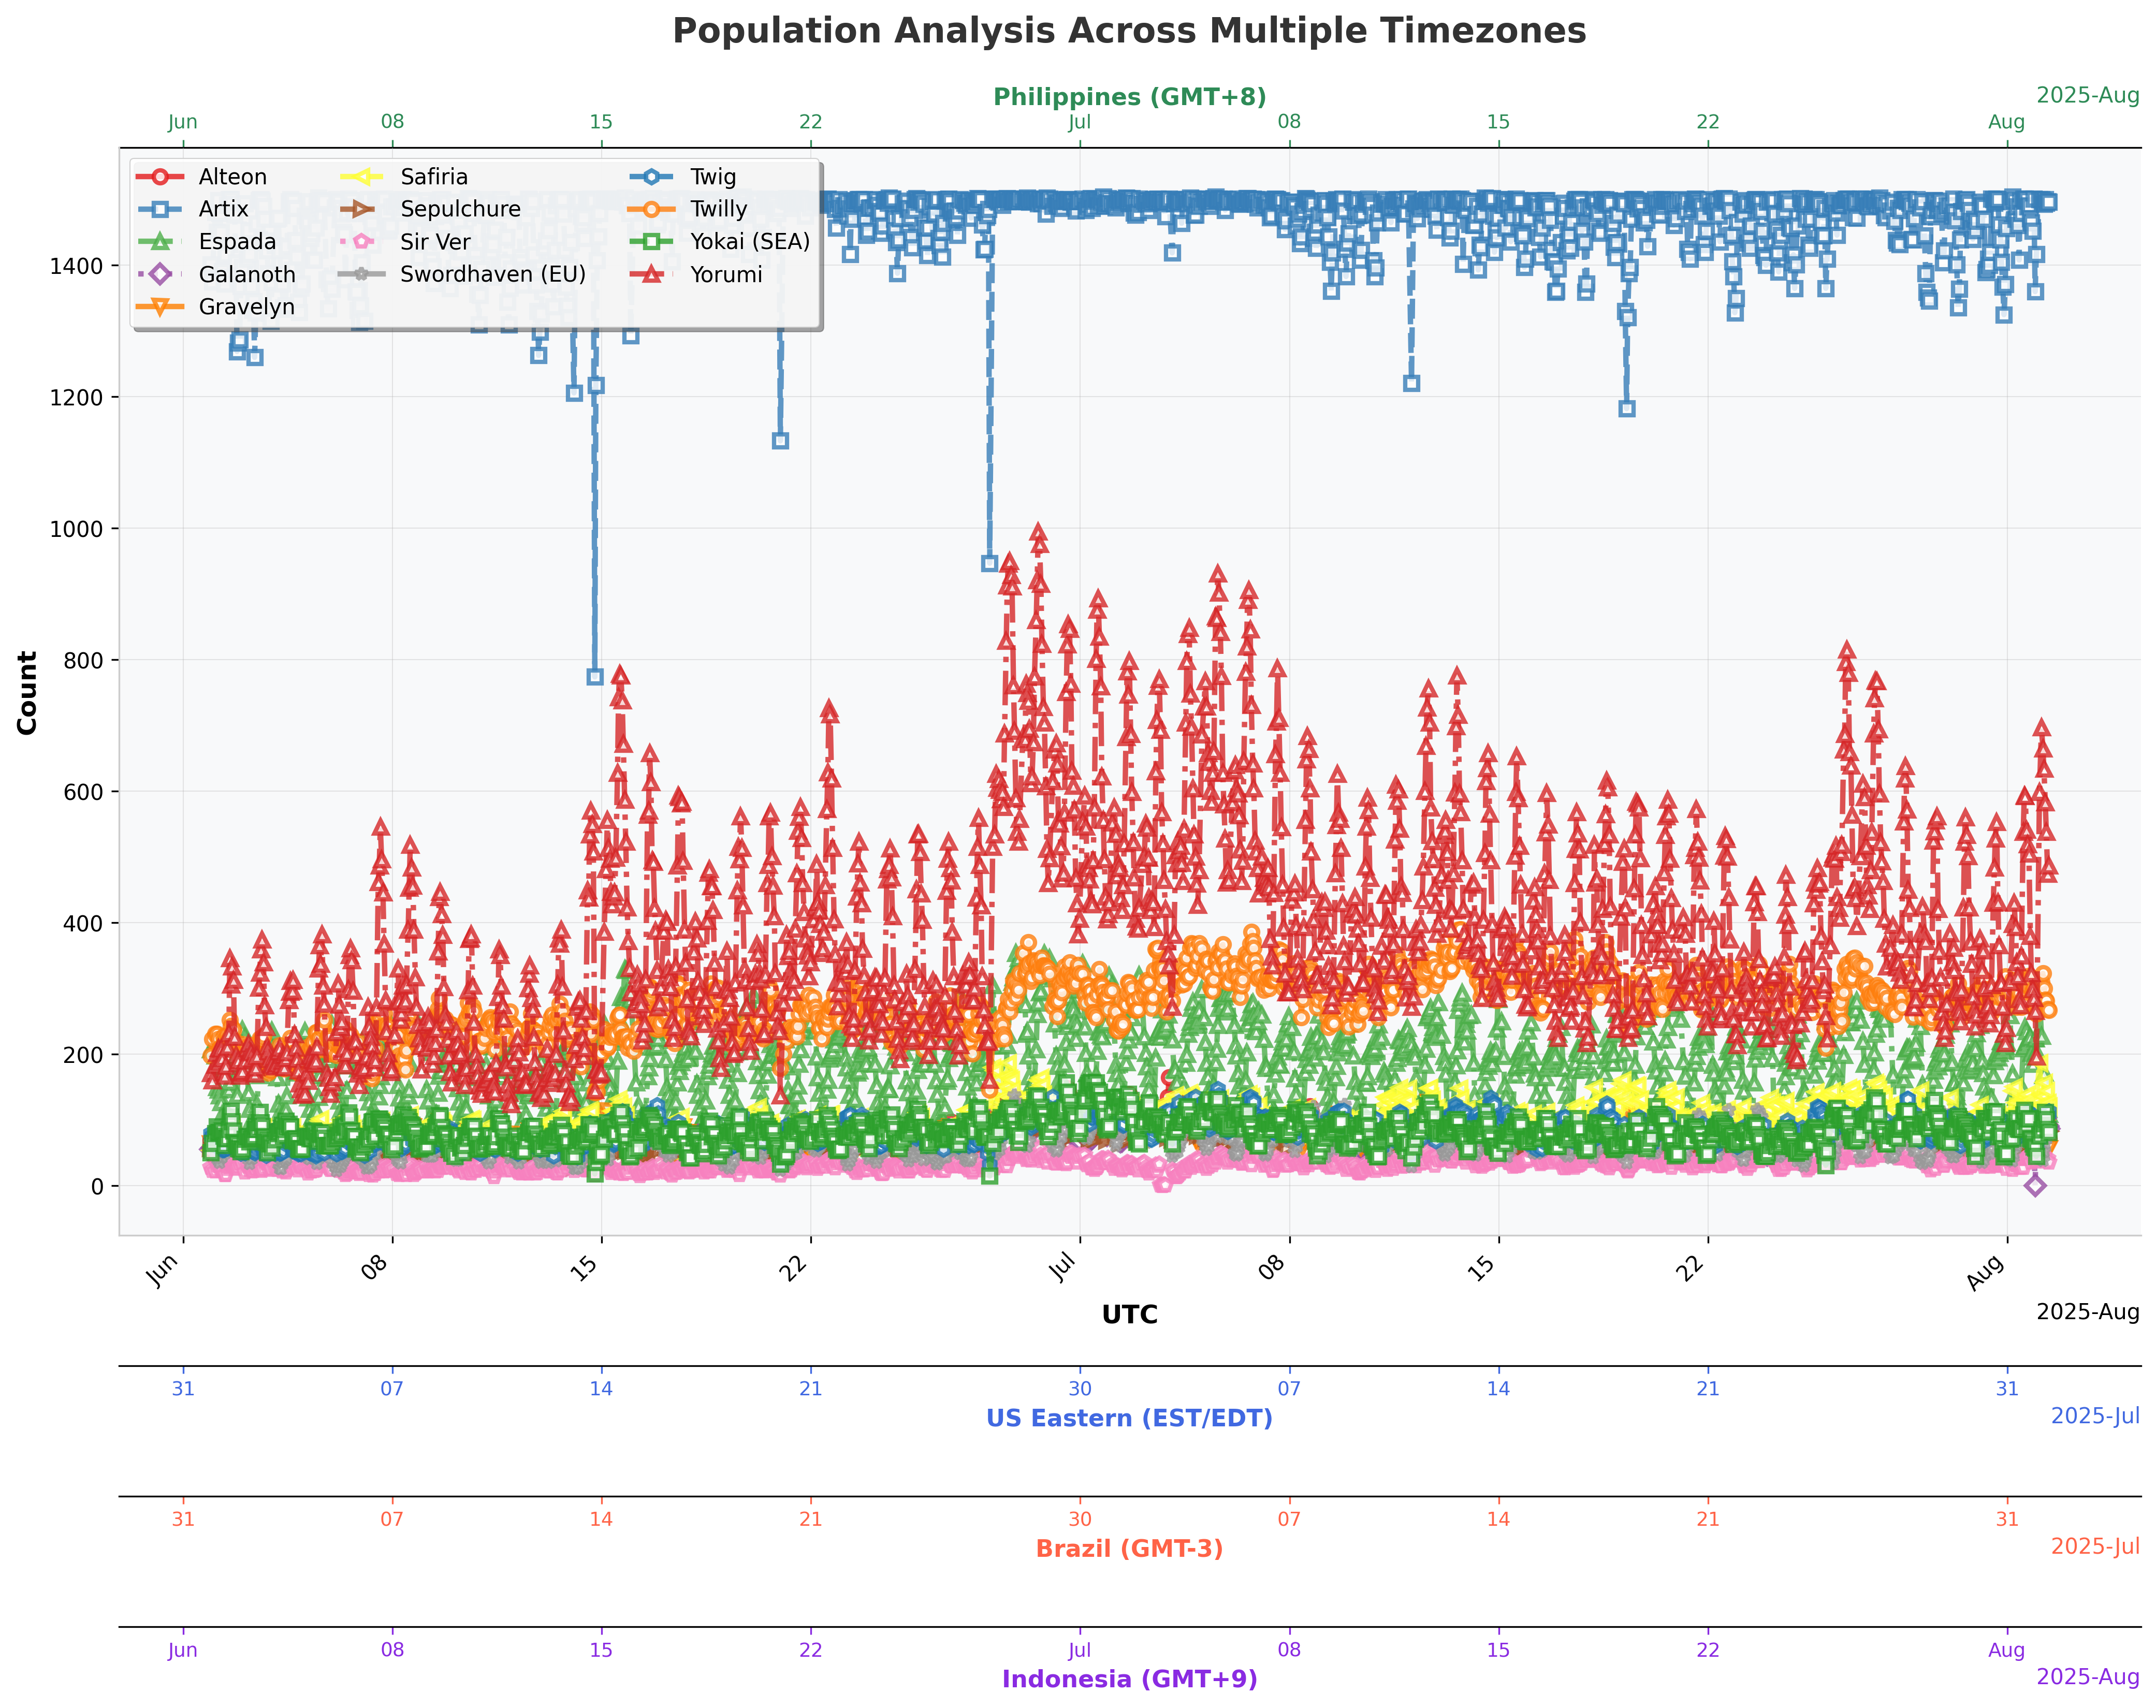 Population Analysis Across Multiple Timezones
Philippines (GMT+8)
2025-Aug
Jun 08 15 22 Jul 08 15 22 Aug
Alteon Safiria Twig
Artix Sepulchure Twilly
Espada Sir Ver Yokai (SEA)
Galanoth Swordhaven (EU) Yorumi
Gravelyn
1400
1200
1000
800
600
400
200
0
Count
Jun 08 15 22 Jul 08 15 22 Aug
UTC
2025-Aug
31 07 14 21 30 07 14 21 31
US Eastern (EST/EDT)
2025-Jul
31 07 14 21 30 07 14 21 31
Brazil (GMT-3)
2025-Jul
Jun 08 15 22 Jul 08 15 22 Aug
Indonesia (GMT+9)
2025-Aug